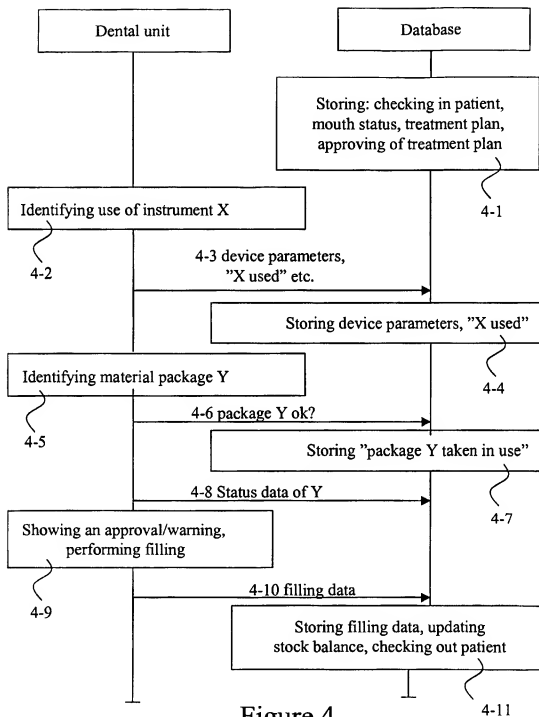 Dental unit
Database
Storing: checking in patient,
mouth status, treatment plan,
approving of treatment plan
4-1
Identifying use of instrument X
4-2
4-3 device parameters,
"X used" etc.
Storing device parameters, "X used"
4-4
Identifying material package Y
4-5
4-6 package Y ok?
Storing "package Y taken in use"
4-7
4-8 Status data of Y
Showing an approval/warning,
performing filling
4-9
4-10 filling data
Storing filling data, updating
stock balance, checking out patient
4-11
Figure 4